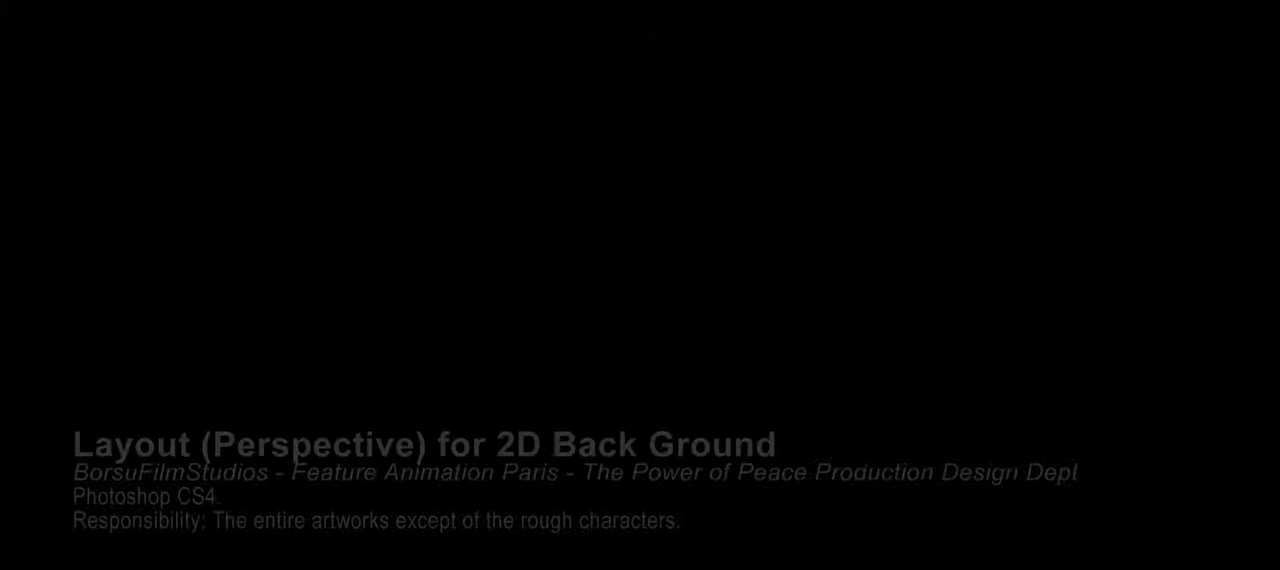 Layout (Perspective) for 2D Back Ground
BorsuFilmStudios - Feature Animation Paris - The Power of Peace Production Design Dept
Photoshop CS4.
Responsibility: The entire artworks except of the rough characters.